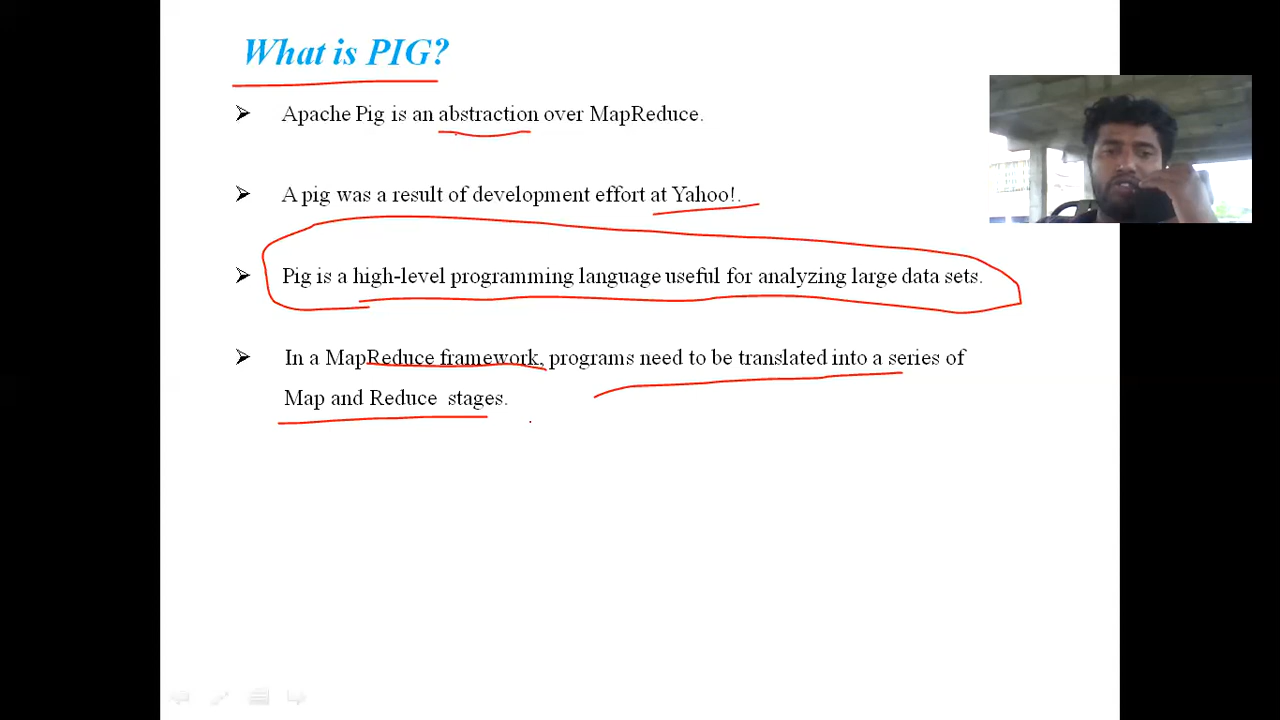 What is PIG?
➢ Apache Pig is an abstraction over MapReduce.
➢ A pig was a result of development effort at Yahoo!.
➢ Pig is a high-level programming language useful for analyzing large data sets.
➢ In a MapReduce framework, programs need to be translated into a series of
Map and Reduce stages.